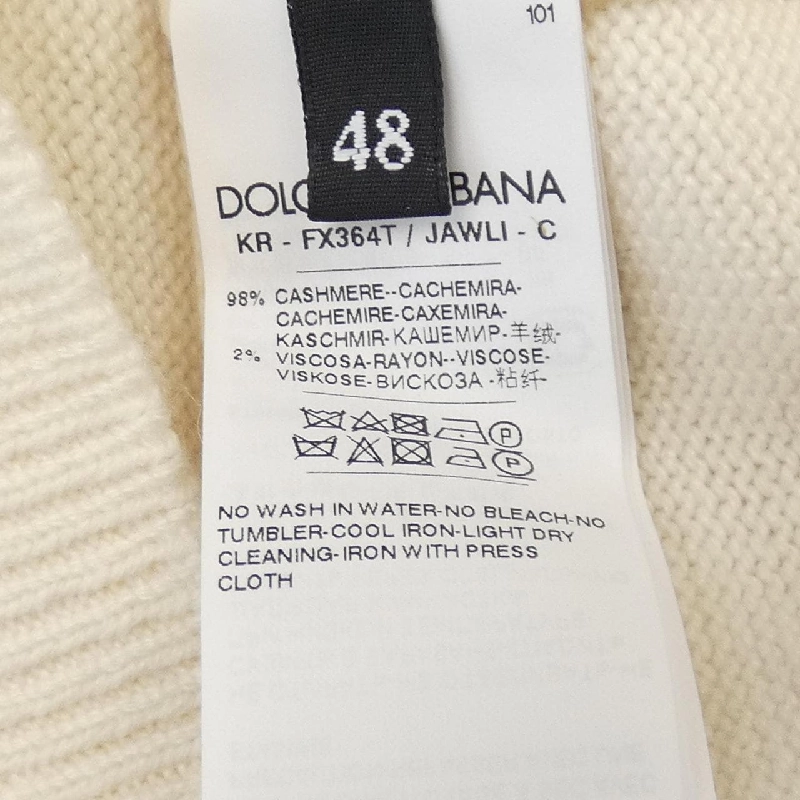 101
48
DOLC BANA
KR - FX364T / JAWLI - C
98% CASHMERE--CACHEMIRA-
CACHEMIRE-CAXEMIRA-
KASCHMIR-КАШЕМИР-羊绒-
2% VISCOSA-RAYON--VISCOSE-
VISKOSE-ВИСКОЗА -粘纤-
P
P
NO WASH IN WATER-NO BLEACH-NO
TUMBLER-COOL IRON-LIGHT DRY
CLEANING-IRON WITH PRESS
CLOTH